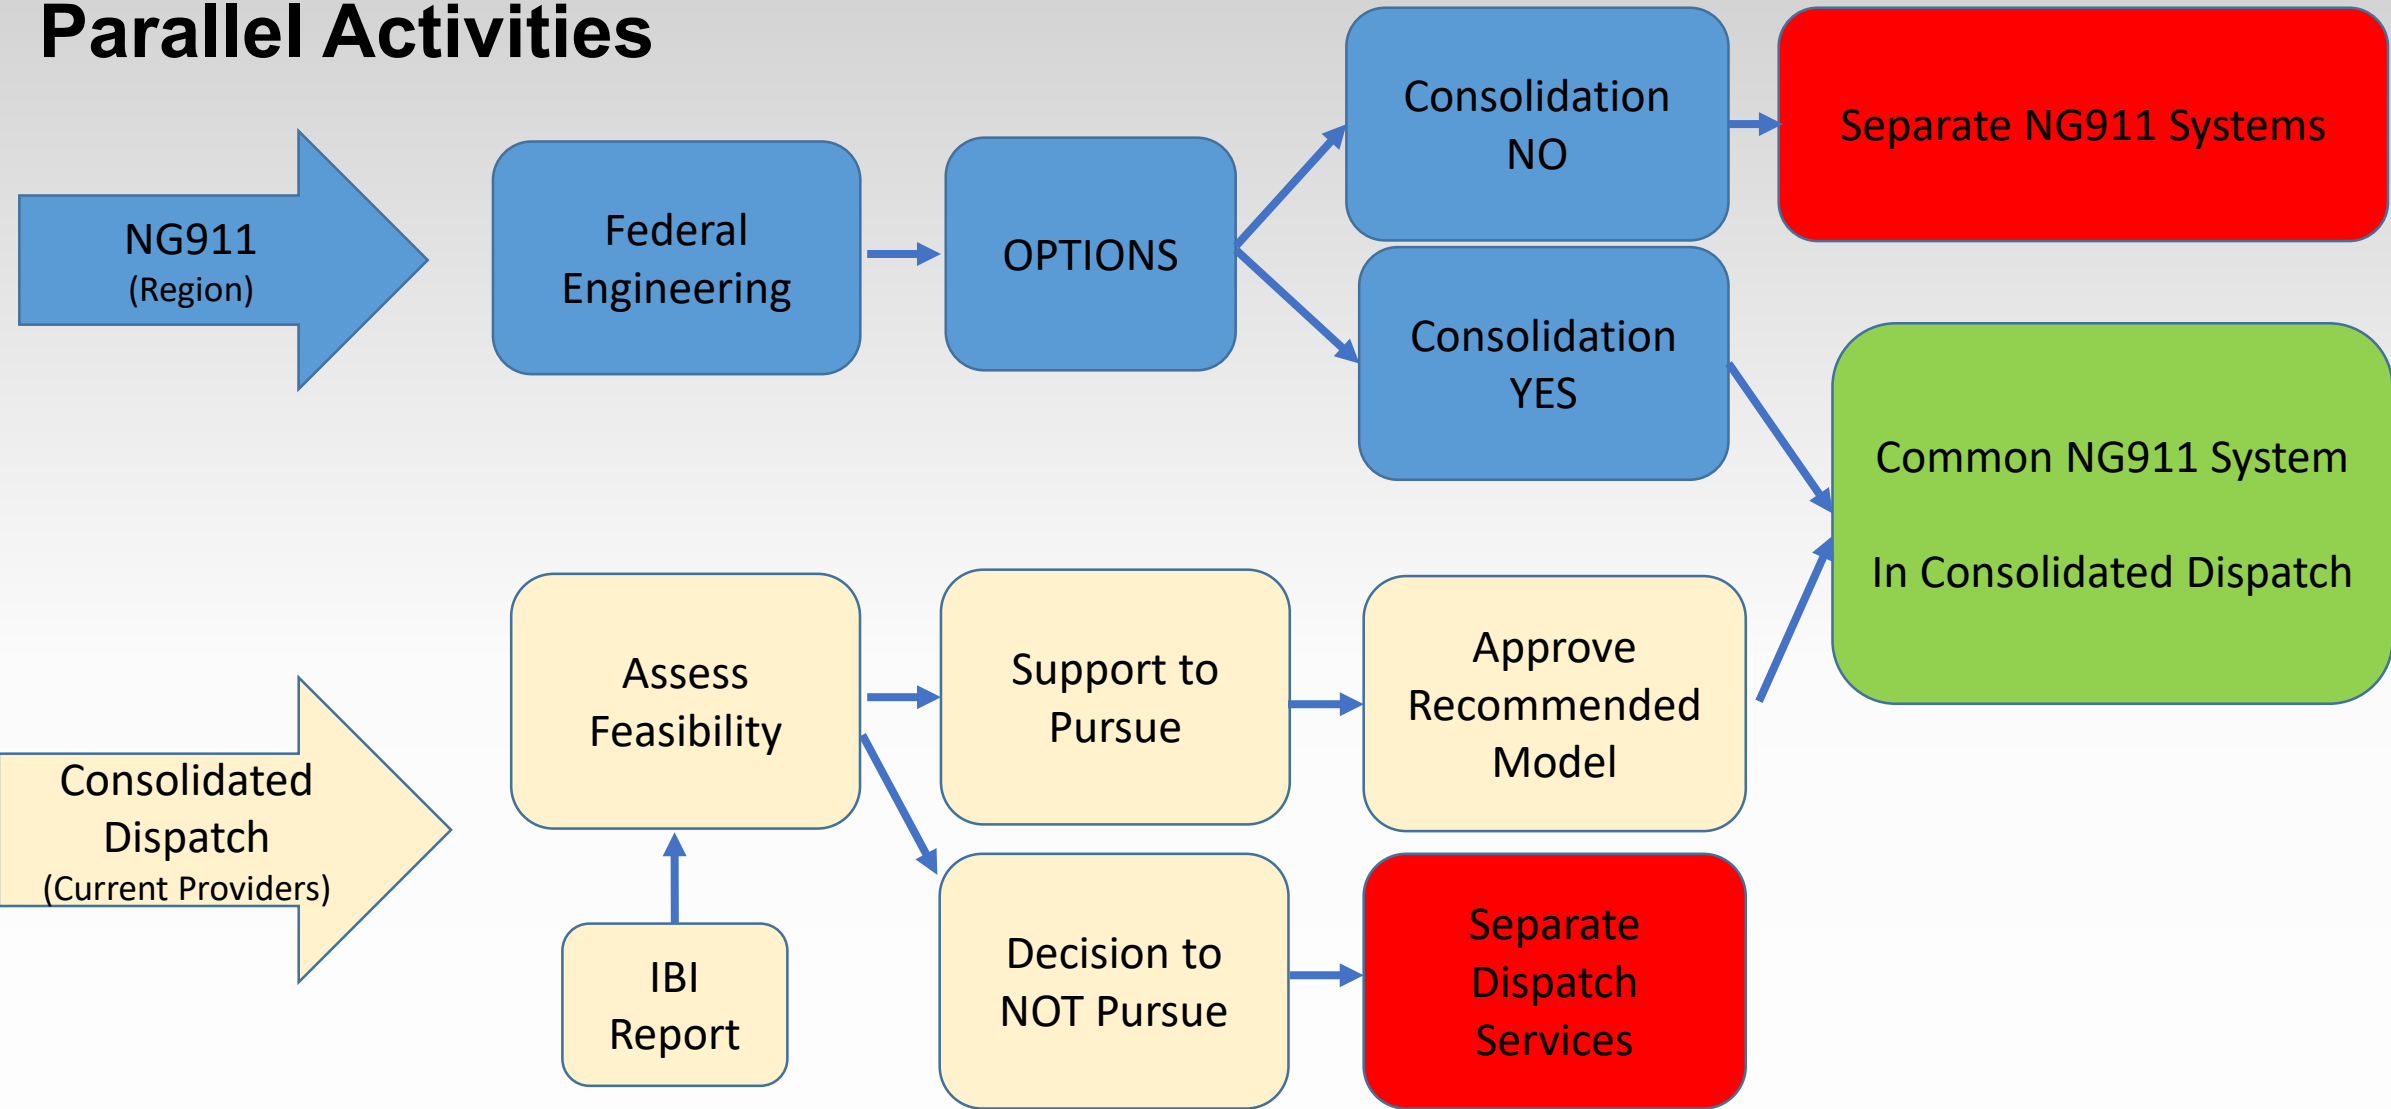 Parallel Activities
NG911
(Region)
Federal
Engineering
OPTIONS
Consolidation
NO
Separate NG911 Systems
Consolidation
YES
Common NG911 System
In Consolidated Dispatch
Consolidated
Dispatch
(Current Providers)
Assess
Feasibility
Support to
Pursue
Approve
Recommended
Model
IBI
Report
Decision to
NOT Pursue
Separate
Dispatch
Services